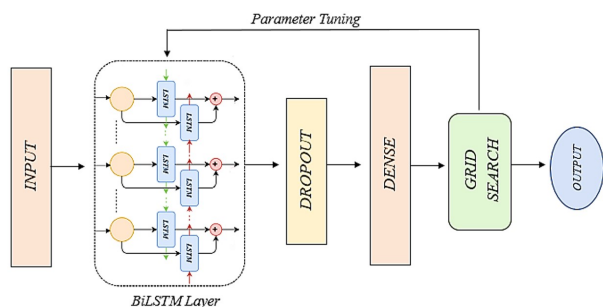 Parameter Tuning
INPUT
LSTM
LSTM
LSTM
LSTM
LSTM
LSTM
BiLSTM Layer
DROPOUT
DENSE
GRID
SEARCH
OUTPUT